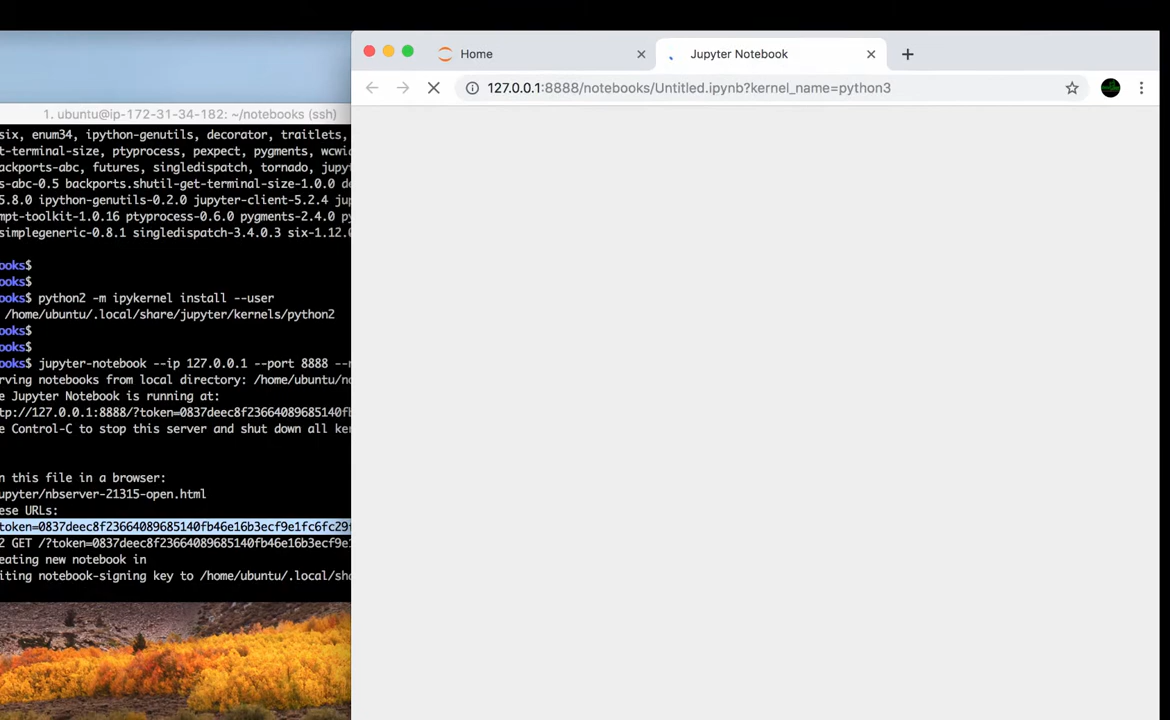 Home
Jupyter Notebook
127.0.0.1:8888/notebooks/Untitled.ipynb?kernel_name=python3
1. ubuntu@ip-172-31-34-182: ~/notebooks (ssh)
six, enum34, ipython-genutils, decorator, traitlets,
t-terminal-size, ptyprocess, pexpect, pygments, wcwi
ackports-abc, futures, singledispatch, tornado, jupy
s-abc-0.5 backports.shutil-get-terminal-size-1.0.0 de
5.8.0 ipython-genutils-0.2.0 jupyter-client-5.2.4 ju
mpt-toolkit-1.0.16 ptyprocess-0.6.0 pygments-2.4.0 py
simplegeneric-0.8.1 singledispatch-3.4.0.3 six-1.12.0
ooks$
ooks$
ooks$ python2 -m ipykernel install --user
/home/ubuntu/.local/share/jupyter/kernels/python2
ooks$
ooks$
ooks$ jupyter-notebook --ip 127.0.0.1 --port 8888 --n
rving notebooks from local directory: /home/ubuntu/no
e Jupyter Notebook is running at:
tp://127.0.0.1:8888/?token=0837deec8f23664089685140fb
e Control-C to stop this server and shut down all ker
n this file in a browser:
upyter/nbserver-21315-open.html
ese URLs:
token=0837deec8f23664089685140fb46e16b3ecf9e1fc6fc29f
2 GET /?token=0837deec8f23664089685140fb46e16b3ecf9e1
eating new notebook in
iting notebook-signing key to /home/ubuntu/.local/sha